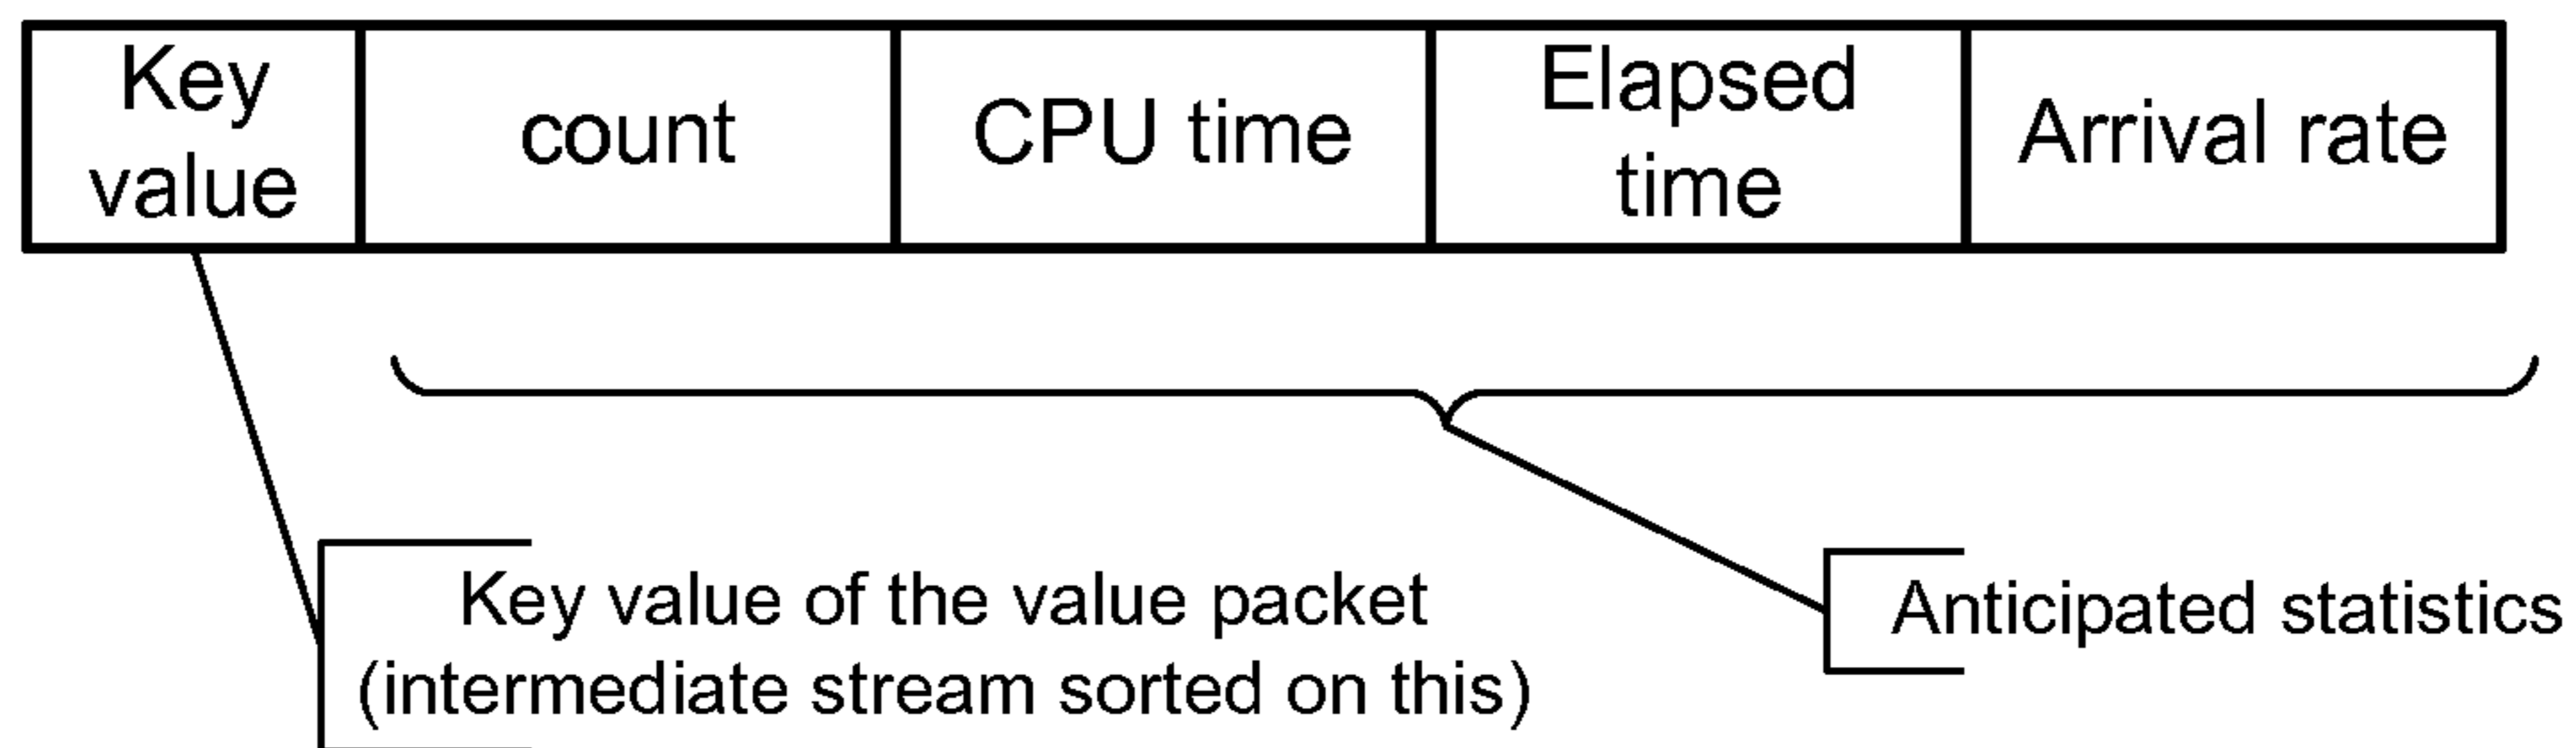 Key
value
count
CPU time
Elapsed
time
Arrival rate
Key value of the value packet
(intermediate stream sorted on this)
Anticipated statistics